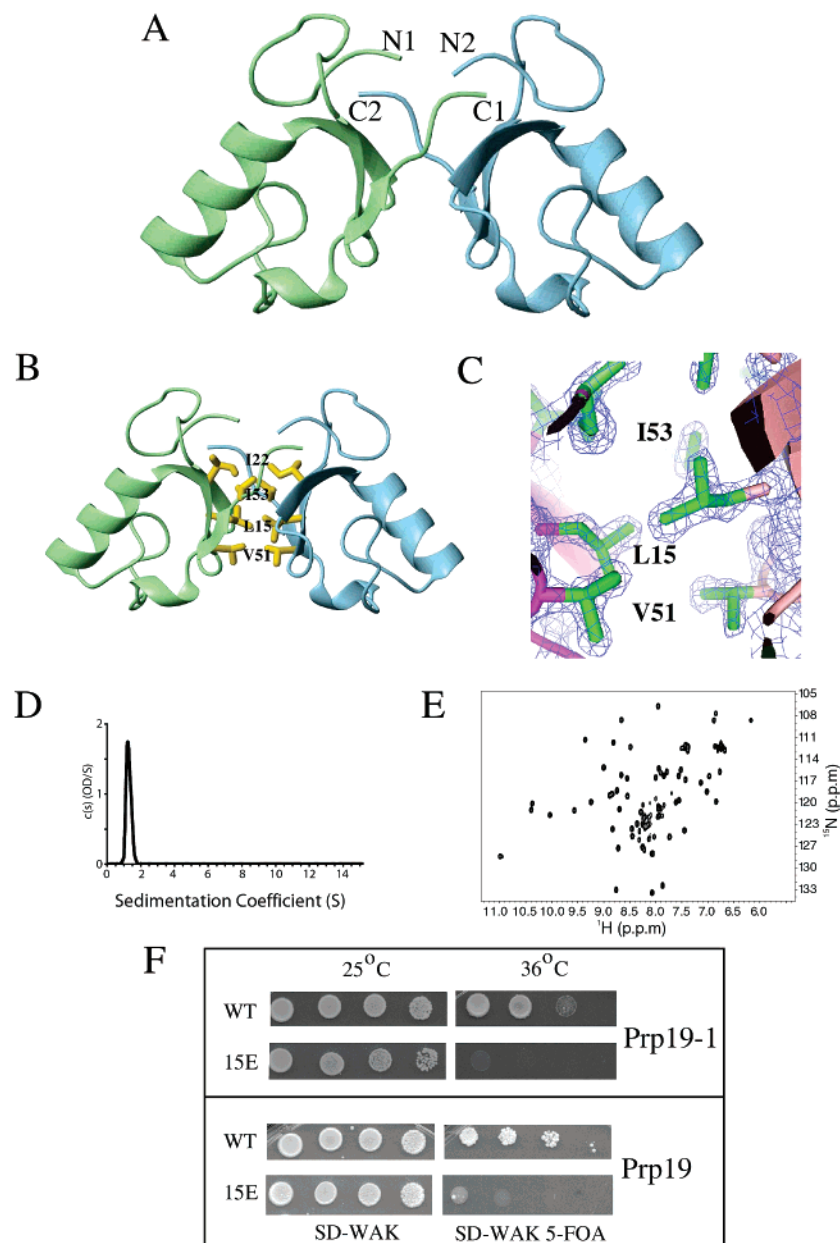 A
N1 N2
C2 C1
B
I22
I53
L15
V51
C
I53
L15
V51
D
2
1
0
c(s) (OD/S)
0 2 4 6 8 10 12 14
Sedimentation Coefficient (S)
E
105
108
111
114
117
120
123
127
130
133
15N (p.p.m)
11.0 10.5 10.0 9.5 9.0 8.5 8.0 7.5 7.0 6.5 6.0
1H (p.p.m)
F
25°C 36°C
WT
15E
Prp19-1
WT
15E
Prp19
SD-WAK SD-WAK 5-FOA